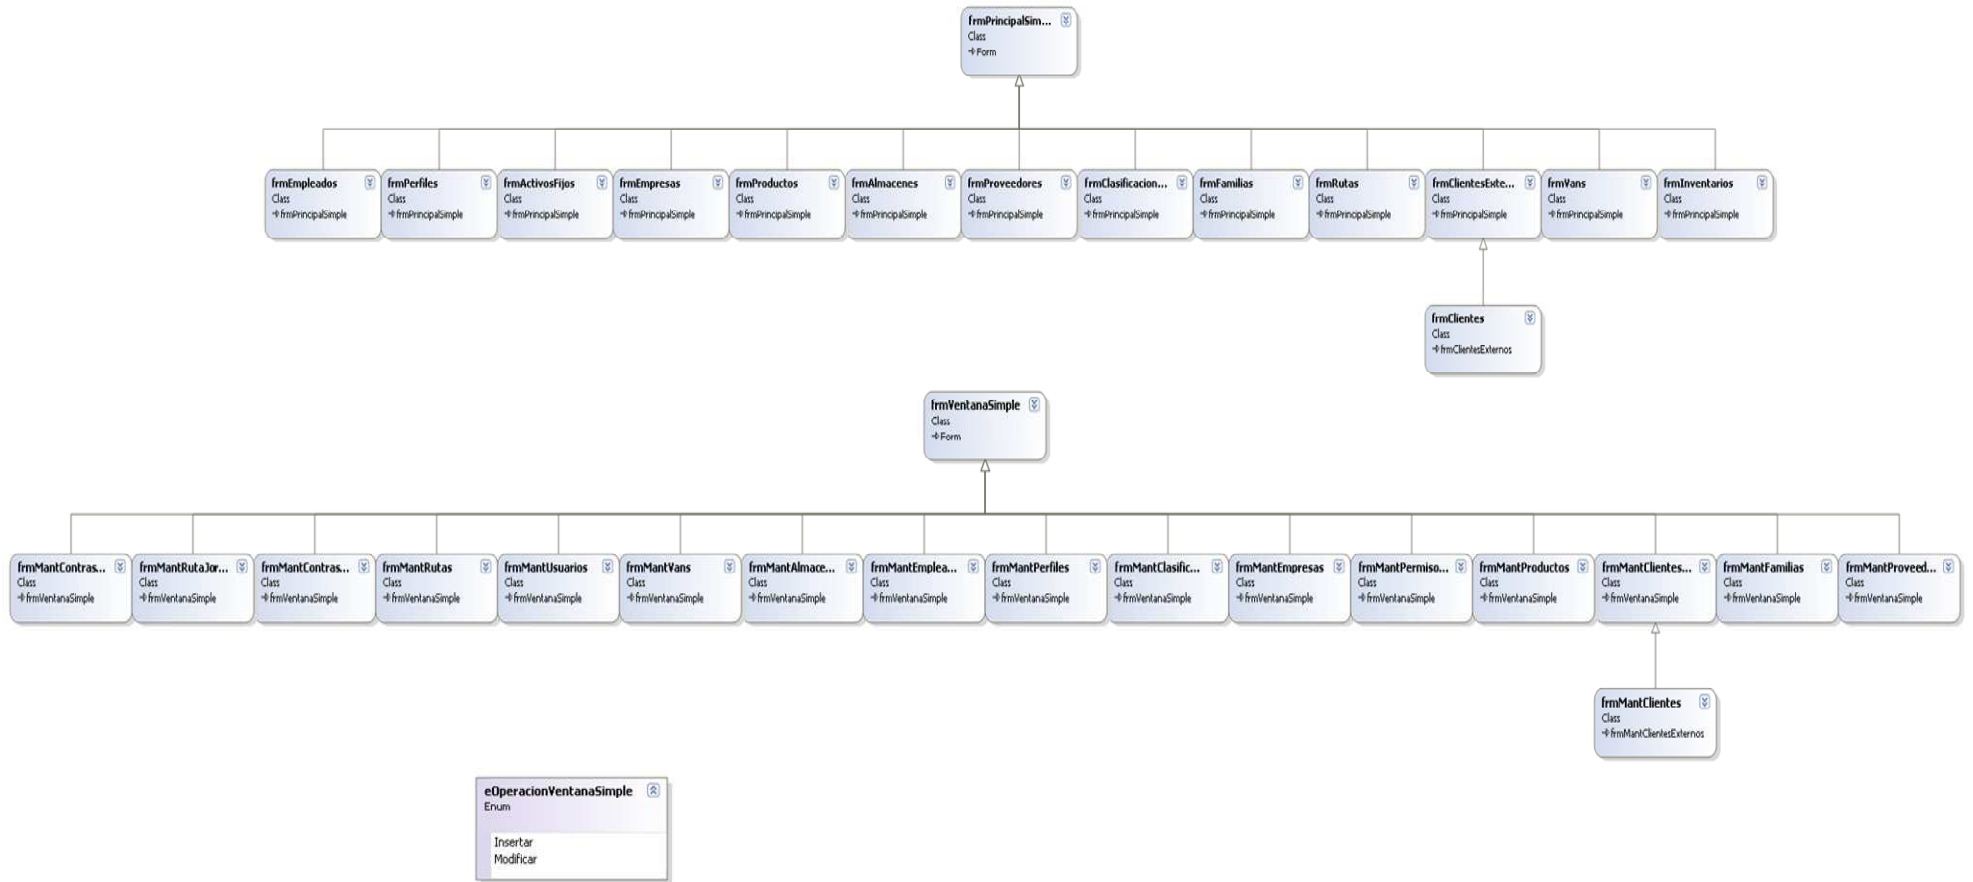 frmPrincipalSim...
Class
Form
frmEmpleados
Class
frmPrincipalSimple
frmPerfiles
Class
frmPrincipalSimple
frmActivosFijos
Class
frmPrincipalSimple
frmEmpresas
Class
frmPrincipalSimple
frmProductos
Class
frmPrincipalSimple
frmAlmacenes
Class
frmPrincipalSimple
frmProveedores
Class
frmPrincipalSimple
frmClasificacion...
Class
frmPrincipalSimple
frmFamilias
Class
frmPrincipalSimple
frmRutas
Class
frmPrincipalSimple
frmClientesExte...
Class
frmPrincipalSimple
frmVans
Class
frmPrincipalSimple
frmInventarios
Class
frmPrincipalSimple
frmClientes
Class
frmClientesExternos
frmVentanaSimple
Class
Form
frmMantContras...
Class
frmVentanaSimple
frmMantRutaJor...
Class
frmVentanaSimple
frmMantContras...
Class
frmVentanaSimple
frmMantRutas
Class
frmVentanaSimple
frmMantUsuarios
Class
frmVentanaSimple
frmMantVans
Class
frmVentanaSimple
frmMantAlmace...
Class
frmVentanaSimple
frmMantEmplea...
Class
frmVentanaSimple
frmMantPerfiles
Class
frmVentanaSimple
frmMantClasific...
Class
frmVentanaSimple
frmMantEmpresas
Class
frmVentanaSimple
frmMantPermiso...
Class
frmVentanaSimple
frmMantProductos
Class
frmVentanaSimple
frmMantClientes...
Class
frmVentanaSimple
frmMantFamilias
Class
frmVentanaSimple
frmMantProveed...
Class
frmVentanaSimple
frmMantClientes
Class
frmMantClientesExternos
eOperacionVentanaSimple
Enum
Insertar
Modificar